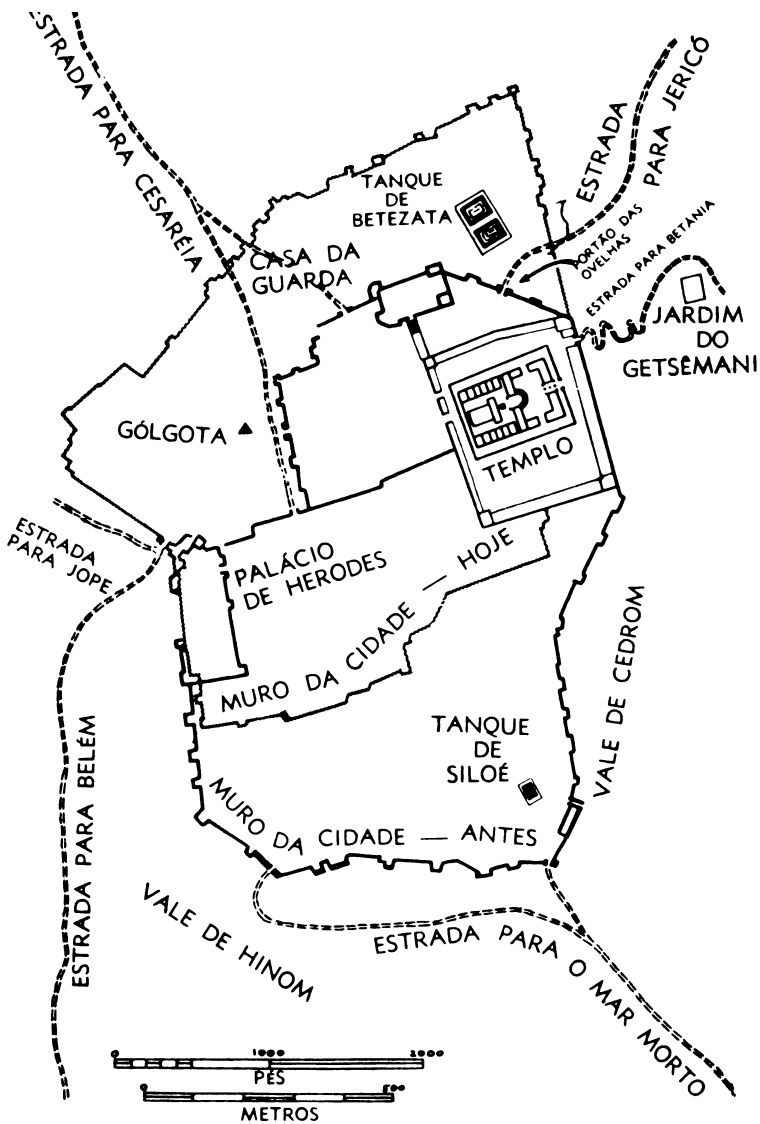 ESTRADA PARA CESARÉIA
ESTRADA
PARA JERICÓ
TANQUE
DE
BETEZATA
PORTÃO DAS
OVELHAS
ESTRADA PARA BETÂNIA
CASA DA
GUARDA
JARDIM
DO
GETSÊMANI
GÓLGOTA
TEMPLO
ESTRADA
PARA JOPE
PALÁCIO
DE HERODES
MURO DA CIDADE — HOJE
VALE DE CEDROM
TANQUE
DE
SILOÉ
ESTRADA PARA BELÉM
MURO DA CIDADE — ANTES
VALE DE HINOM
ESTRADA PARA O MAR MORTO
0 1000 2000
PÉS
0 500
METROS